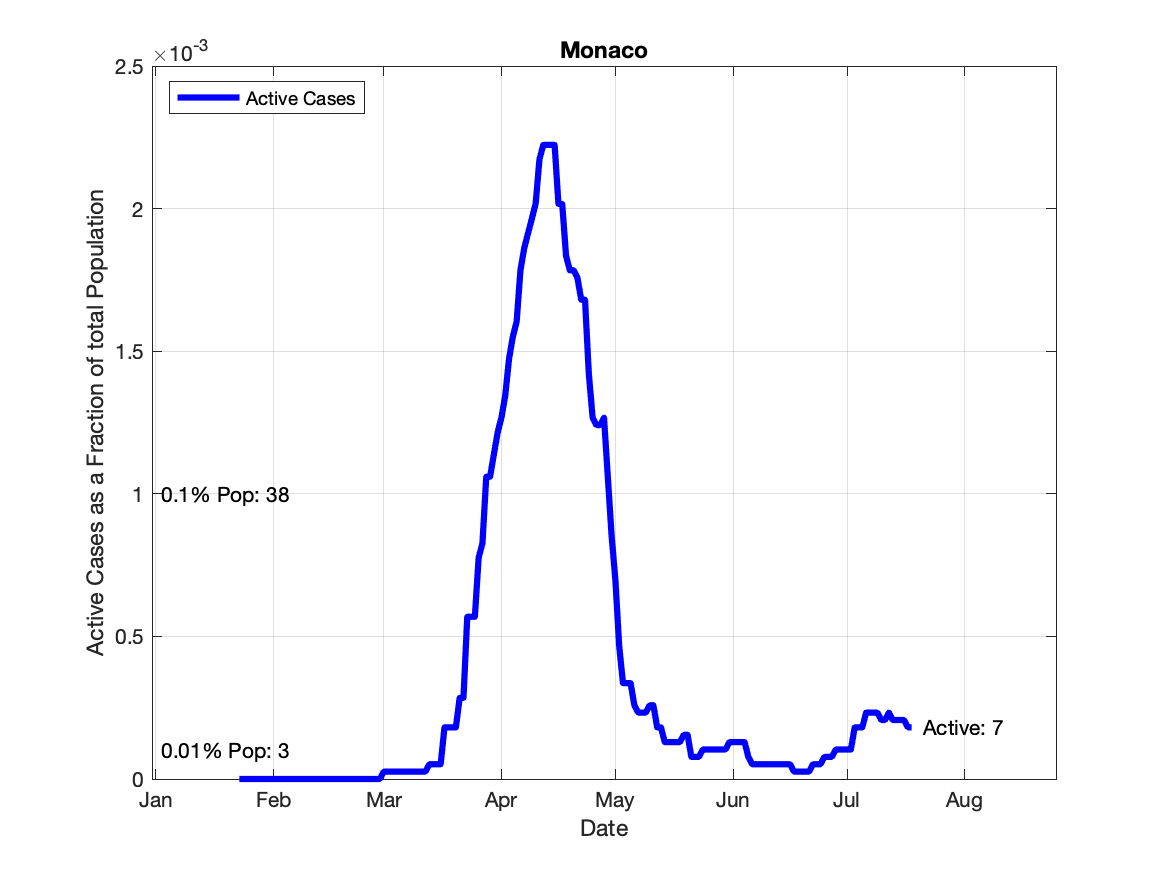 Monaco
×10-3
2.5
Active Cases
2
1.5
1
0.1% Pop: 38
0.5
0.01% Pop: 3
Active: 7
0
Jan Feb Mar Apr May Jun Jul Aug
Date
Active Cases as a Fraction of total Population